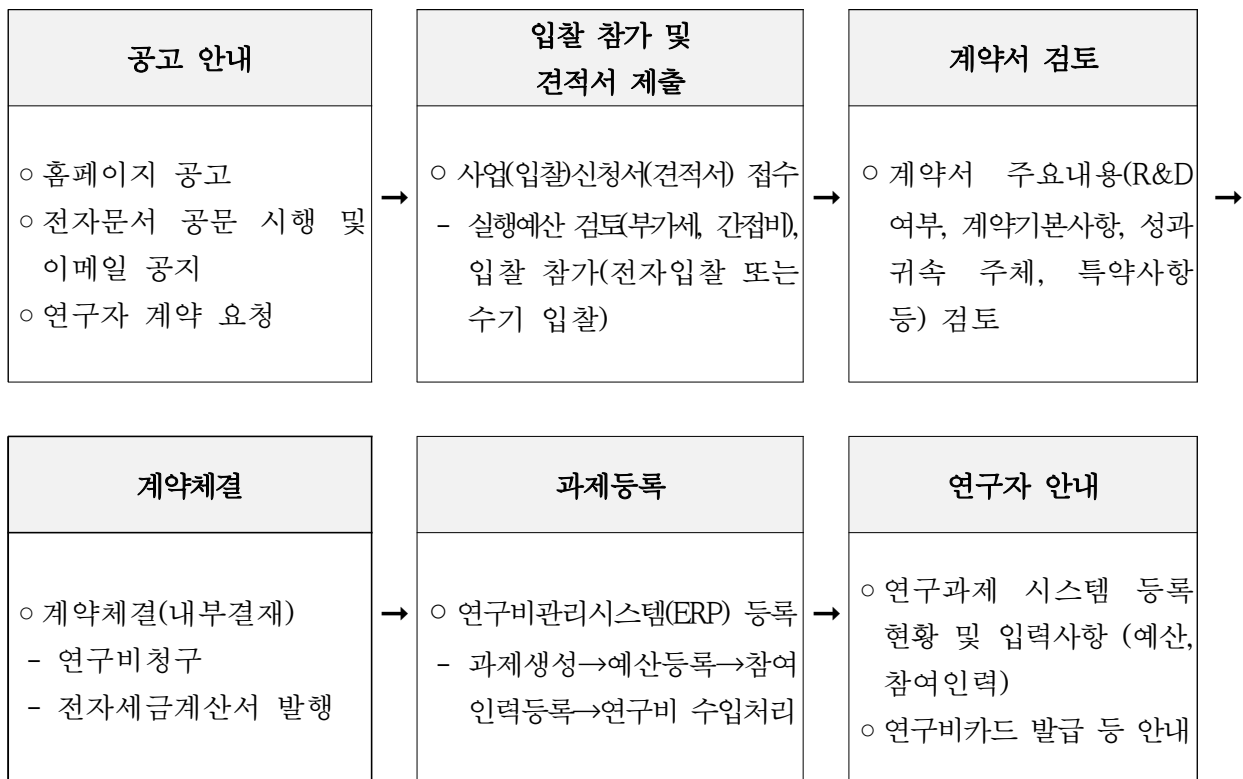 공고 안내
○ 홈페이지 공고
○ 전자문서 공문 시행 및
이메일 공지
○ 연구자 계약 요청
➞
입찰 참가 및
견적서 제출
○ 사업(입찰)신청서(견적서) 접수
- 실행예산 검토(부가세, 간접비),
입찰 참가(전자입찰 또는
수기 입찰)
➞
계약서 검토
○ 계약서 주요내용(R&D
여부, 계약기본사항, 성과
귀속 주체, 특약사항
등) 검토
➞
계약체결
○ 계약체결(내부결재)
- 연구비청구
- 전자세금계산서 발행
➞
과제등록
○ 연구비관리시스템(ERP) 등록
- 과제생성→예산등록→참여
인력등록→연구비 수입처리
➞
연구자 안내
○ 연구과제 시스템 등록
현황 및 입력사항 (예산,
참여인력)
○ 연구비카드 발급 등 안내